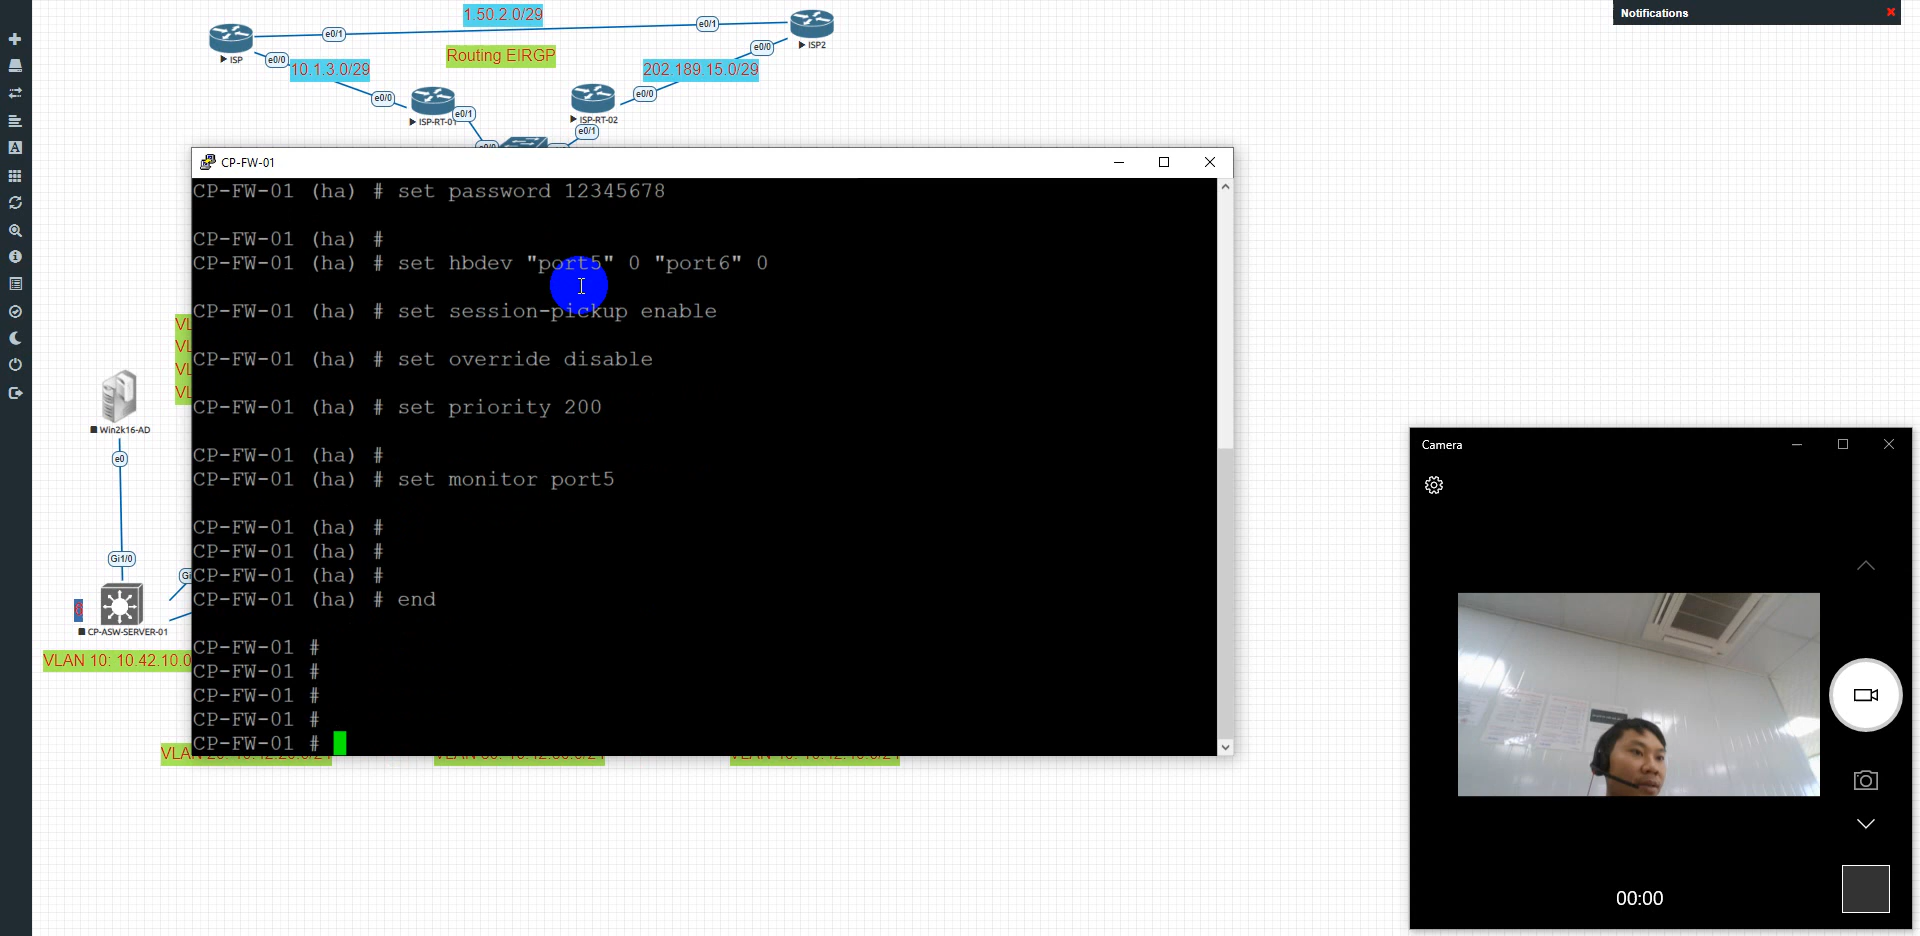 Notifications
1.50.2.0/29
e0/1
e0/1
ISP
e0/0
Routing EIRGP
e0/0
ISP2
10.1.3.0/29
202.189.15.0/29
e0/0
e0/0
e0/1
ISP-RT-01
ISP-RT-02
e0/1
CP-FW-01
CP-FW-01 (ha) # set password 12345678
CP-FW-01 (ha) #
CP-FW-01 (ha) # set hbdev "port5" 0 "port6" 0
CP-FW-01 (ha) # set session-pickup enable
CP-FW-01 (ha) # set override disable
CP-FW-01 (ha) # set priority 200
CP-FW-01 (ha) #
CP-FW-01 (ha) # set monitor port5
CP-FW-01 (ha) #
CP-FW-01 (ha) #
CP-FW-01 (ha) #
CP-FW-01 (ha) # end
CP-FW-01 #
CP-FW-01 #
CP-FW-01 #
CP-FW-01 #
CP-FW-01 #
VL
VL
VL
VL
Win2k16-AD
e0
Gi1/0
Gi
CP-ASW-SERVER-01
VLAN 10: 10.42.10.0
Camera
00:00